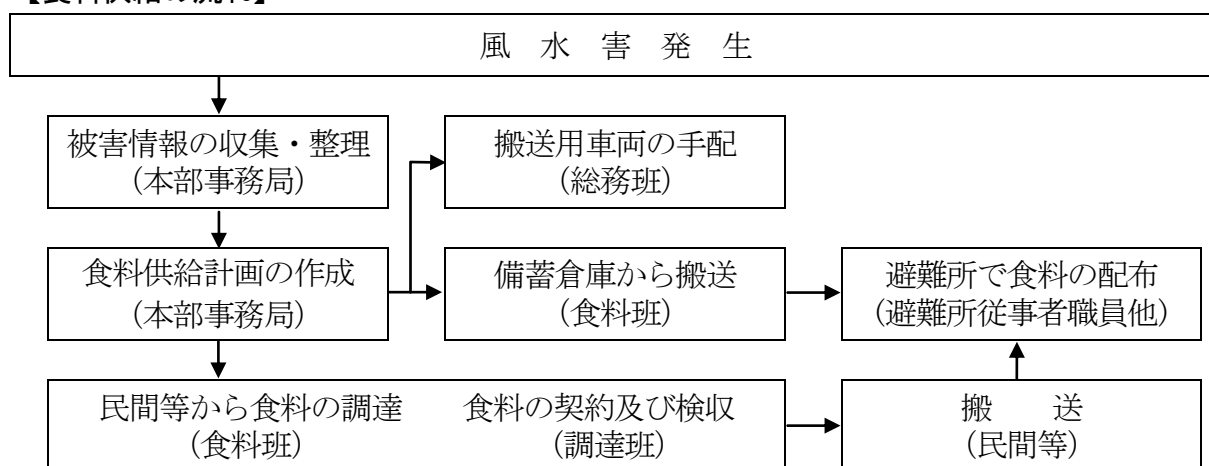 【食料供給の流れ】
風 水 害 発 生
被害情報の収集・整理
(本部事務局)
搬送用車両の手配
(総務班)
食料供給計画の作成
(本部事務局)
備蓄倉庫から搬送
(食料班)
避難所で食料の配布
(避難所従事者職員他)
民間等から食料の調達
(食料班)
食料の契約及び検収
(調達班)
搬 送
(民間等)